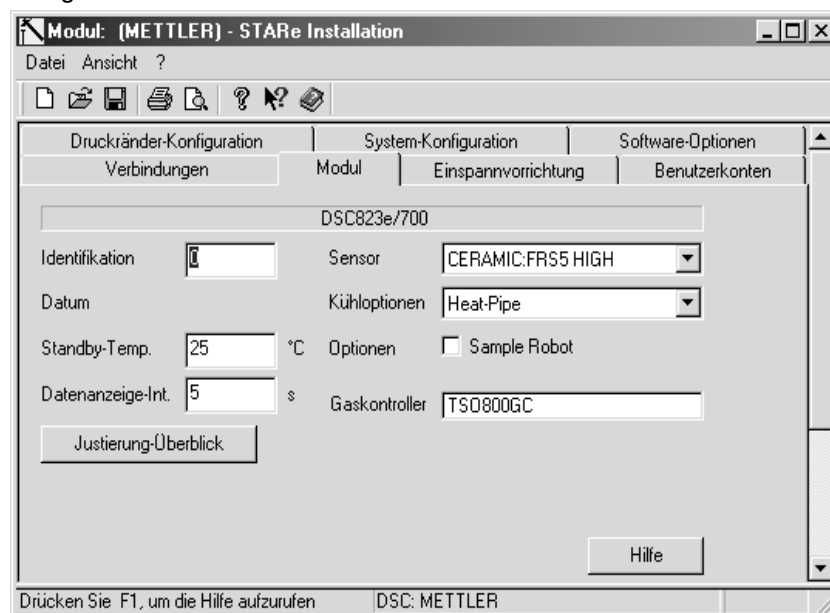 Modul: (METTLER) - STARe Installation
Datei Ansicht ?
Druckränder-Konfiguration System-Konfiguration Software-Optionen
Verbindungen Modul Einspannvorrichtung Benutzerkonten
DSC823e/700
Identifikation Sensor CERAMIC:FRS5 HIGH
Datum Kühloptionen Heat-Pipe
Standby-Temp. 25 °C Optionen Sample Robot
Datenanzeige-Int. 5 s Gaskontroller TSO800GC
Justierung-Überblick
Hilfe
Drücken Sie F1, um die Hilfe aufzurufen DSC: METTLER